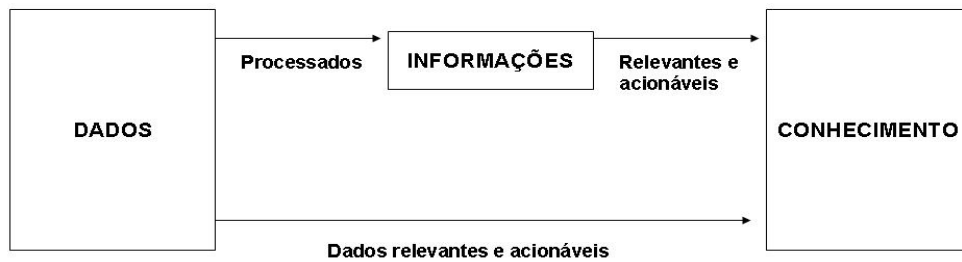 Processados
INFORMAÇÕES
Relevantes e
acionáveis
DADOS
CONHECIMENTO
Dados relevantes e acionáveis